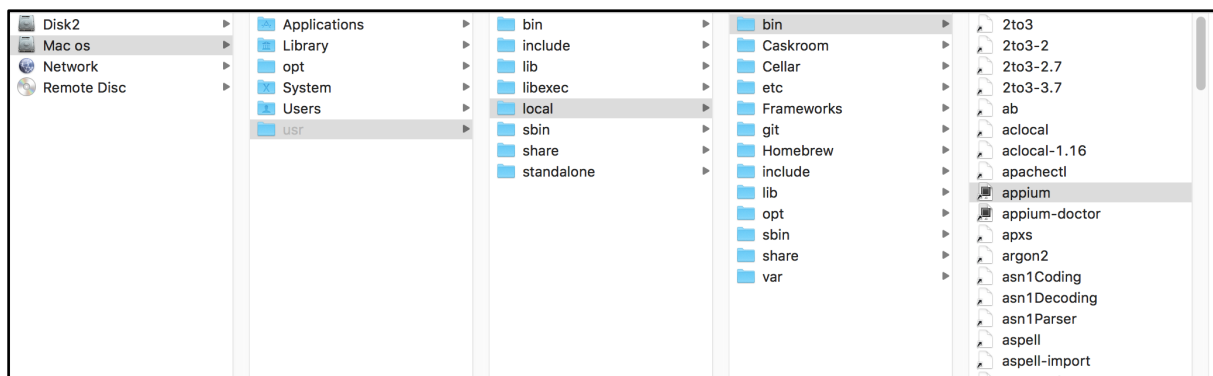 Disk2
Mac os
Network
Remote Disc
Applications
Library
opt
System
Users
usr
bin
include
lib
libexec
local
sbin
share
standalone
bin
Caskroom
Cellar
etc
Frameworks
git
Homebrew
include
lib
opt
sbin
share
var
2to3
2to3-2
2to3-2.7
2to3-3.7
ab
aclocal
aclocal-1.16
apachectl
appium
appium-doctor
apxs
argon2
asn1Coding
asn1Decoding
asn1Parser
aspell
aspell-import